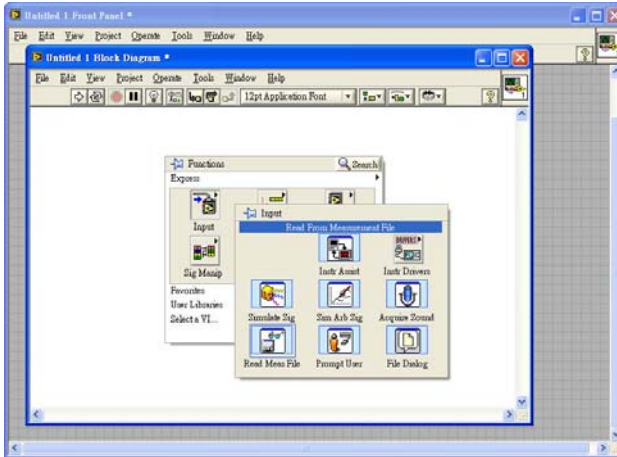 Untitled 1 Front Panel *
File Edit View Project Operate Tools Window Help
Untitled 1 Block Diagram *
File Edit View Project Operate Tools Window Help
12pt Application Font
1
Functions Search
Express
Input
Sig Manip
Favorites
User Libraries
Select a VI...
Input
Read From Measurement File
DRIVERS
Instr Assist Instr Drivers
Simulate Sig Sim Arb Sig Acquire Sound
Read Meas File Prompt User File Dialog